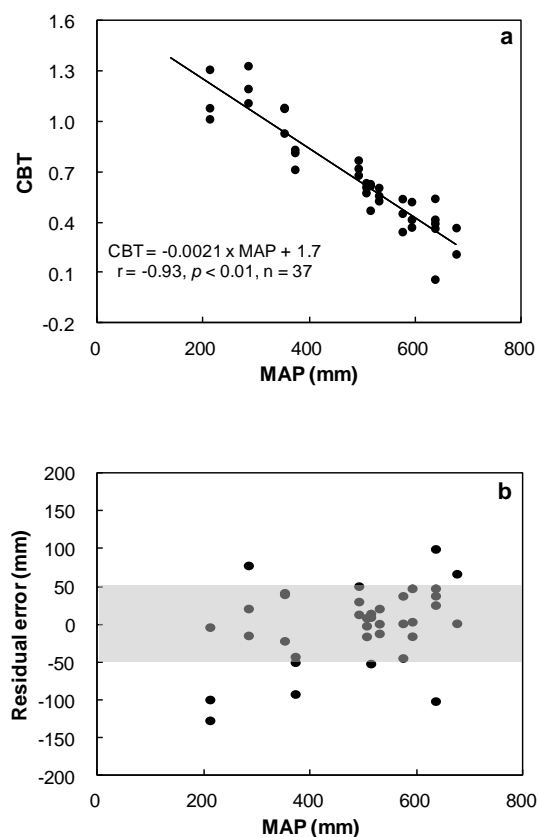 a
1.6
1.3
1.0
0.7
0.4
0.1
-0.2
CBT
CBT = -0.0021 x MAP + 1.7
r = -0.93, p < 0.01, n = 37
0 200 400 600 800
MAP (mm)
b
200
150
100
50
0
-50
-100
-150
-200
Residual error (mm)
0 200 400 600 800
MAP (mm)